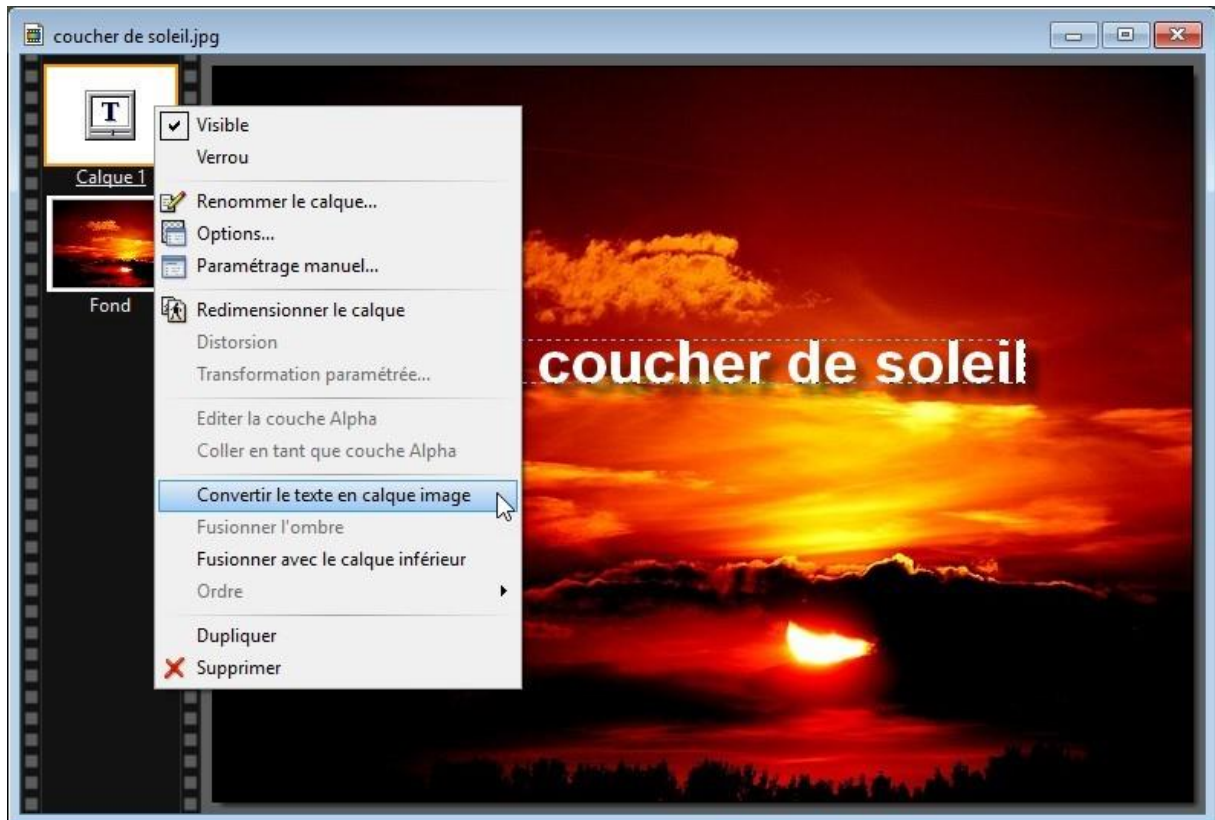 coucher de soleil.jpg
T
Calque 1
Fond
Visible
Verrou
Renommer le calque...
Options...
Paramétrage manuel...
Redimensionner le calque
Distorsion
Transformation paramétrée...
Editer la couche Alpha
Coller en tant que couche Alpha
Convertir le texte en calque image
Fusionner l'ombre
Fusionner avec le calque inférieur
Ordre
Dupliquer
Supprimer
coucher de soleil